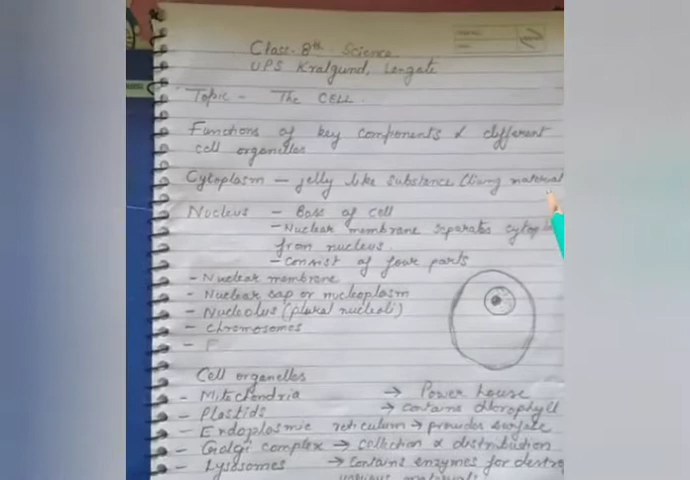 Class- 8th Science
UPS Kralgund, Langate
Topic - The CELL.
Functions of key components & different
cell organelles
Cytoplasm - jelly like substance (living material
Nucleus - Boss of cell
- Nuclear membrane separates cytop
from nucleus.
- consist of four parts
- Nuclear membrane
- Nuclear sap or nucleoplasm
- Nucleolus (plural nucleoli)
- Chromosomes
- F
Cell organelles
- Mitochondria → Power house
- Plastids → contains chlorophyll
- Endoplasmic reticulum → provides surface
- Golgi complex → collection & distribution
- Lysosomes → contains enzymes for destro
various material